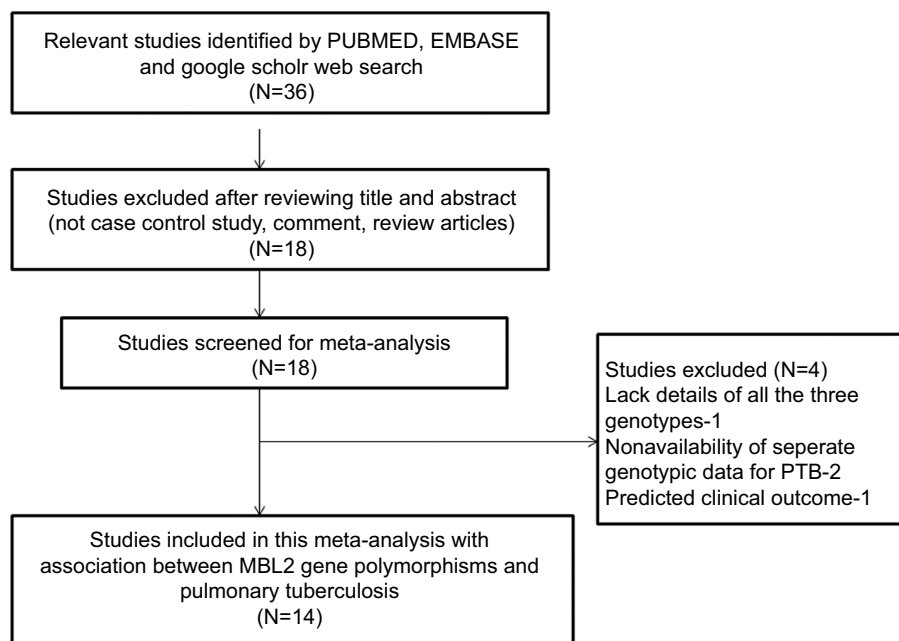 Relevant studies identified by PUBMED, EMBASE
and google scholr web search
(N=36)
Studies excluded after reviewing title and abstract
(not case control study, comment, review articles)
(N=18)
Studies screened for meta-analysis
(N=18)
Studies excluded (N=4)
Lack details of all the three
genotypes-1
Nonavailability of seperate
genotypic data for PTB-2
Predicted clinical outcome-1
Studies included in this meta-analysis with
association between MBL2 gene polymorphisms and
pulmonary tuberculosis
(N=14)